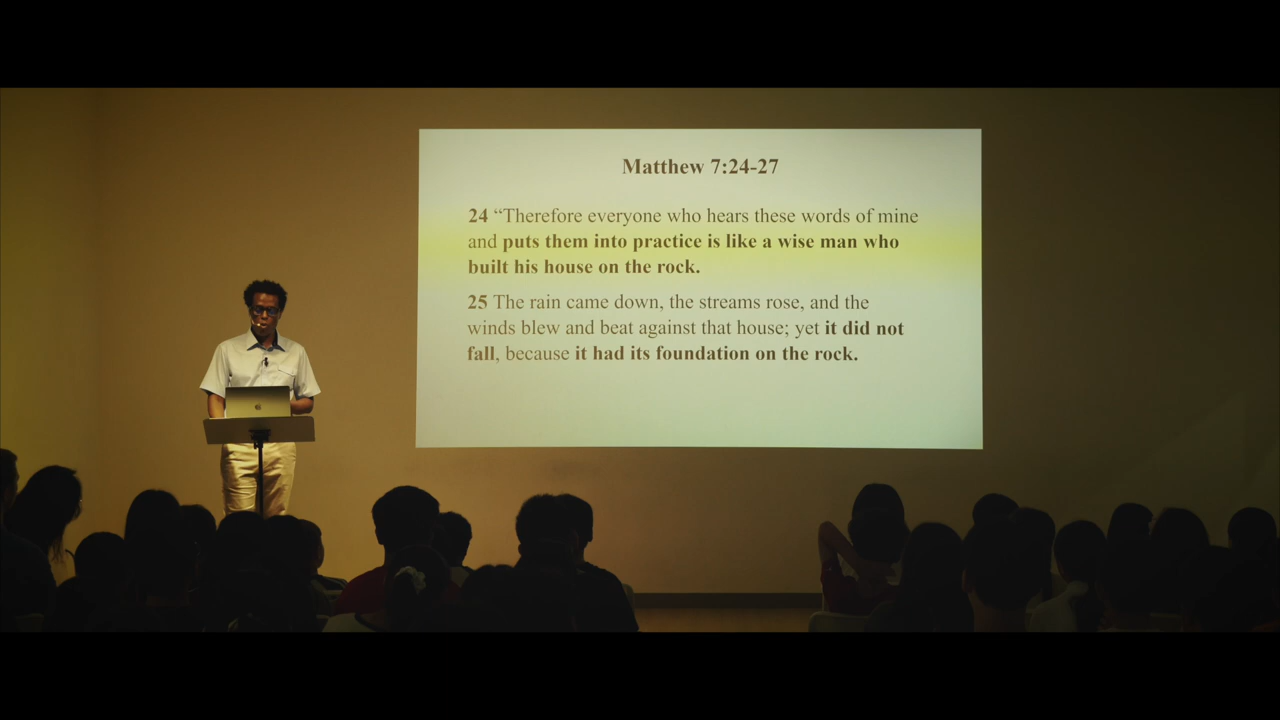 Matthew 7:24-27
24 “Therefore everyone who hears these words of mine
and puts them into practice is like a wise man who
built his house on the rock.
25 The rain came down, the streams rose, and the
winds blew and beat against that house; yet it did not
fall, because it had its foundation on the rock.